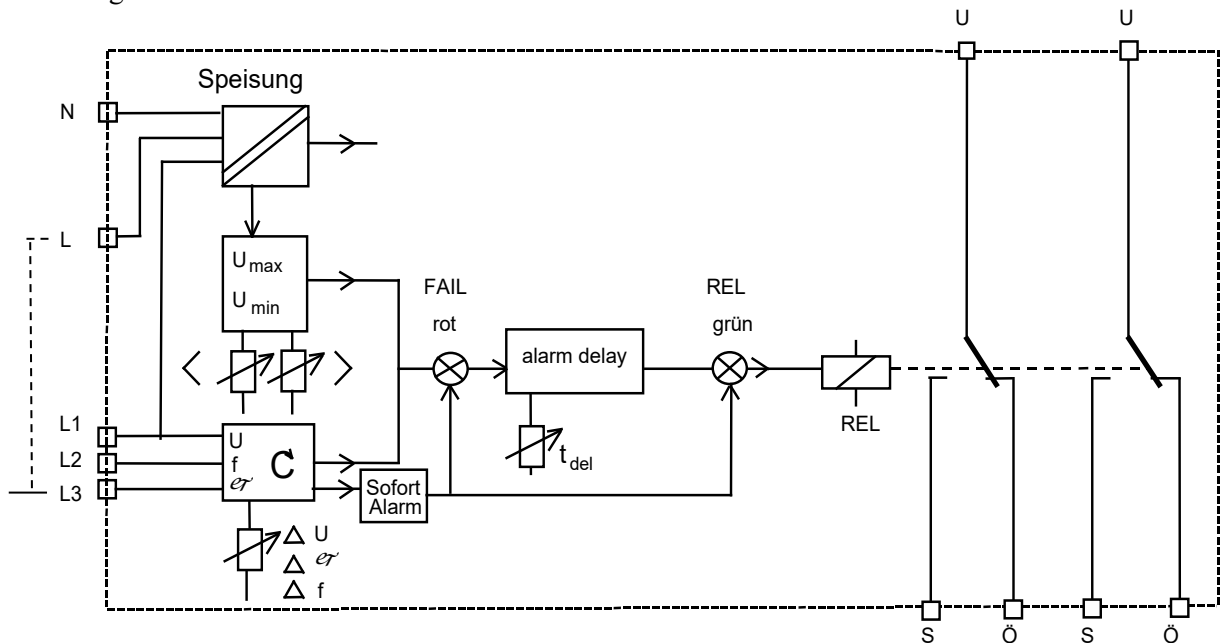 U U
Speisung
N
L
U max
U min
< >
FAIL
rot
REL
grün
alarm delay
t del
REL
L1
L2
L3
U
f
Sofort
Alarm
Δ U
Δ
Δ f
S Ö S Ö